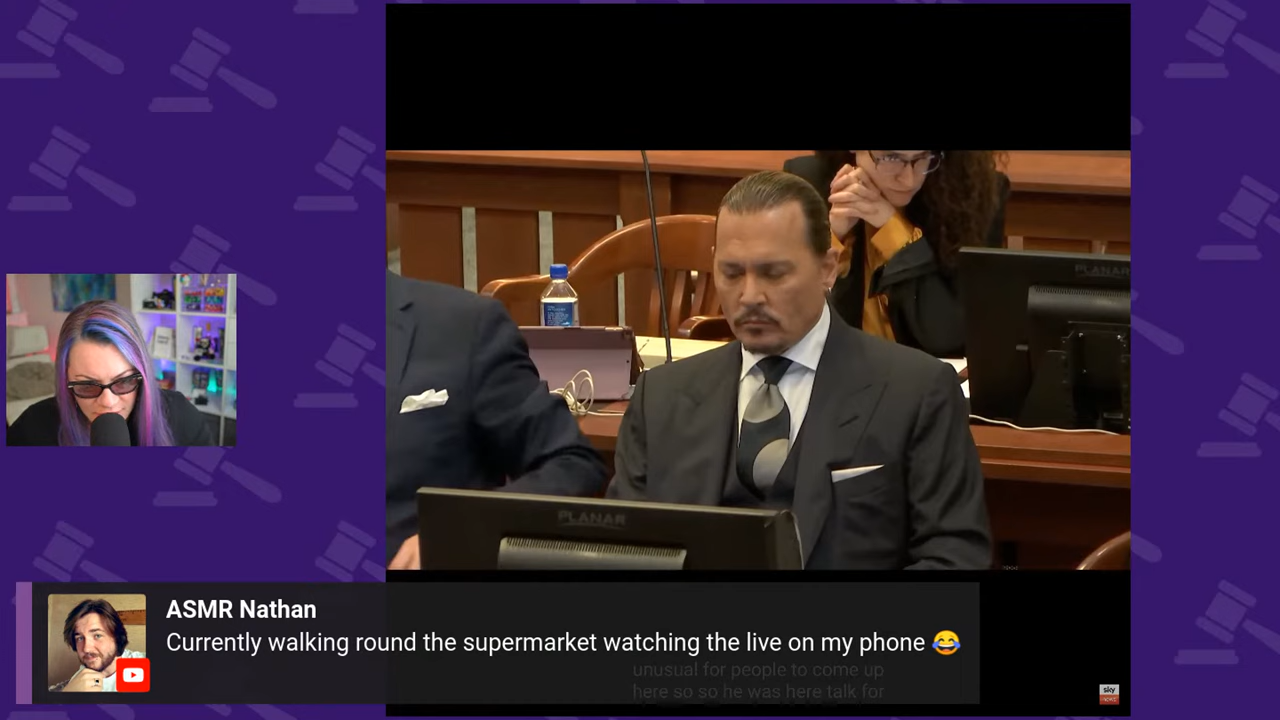 PLANAR
PLANAR
ASMR Nathan
Currently walking round the supermarket watching the live on my phone 😂
unusual for people to come up
here so so he was here talk for
sky